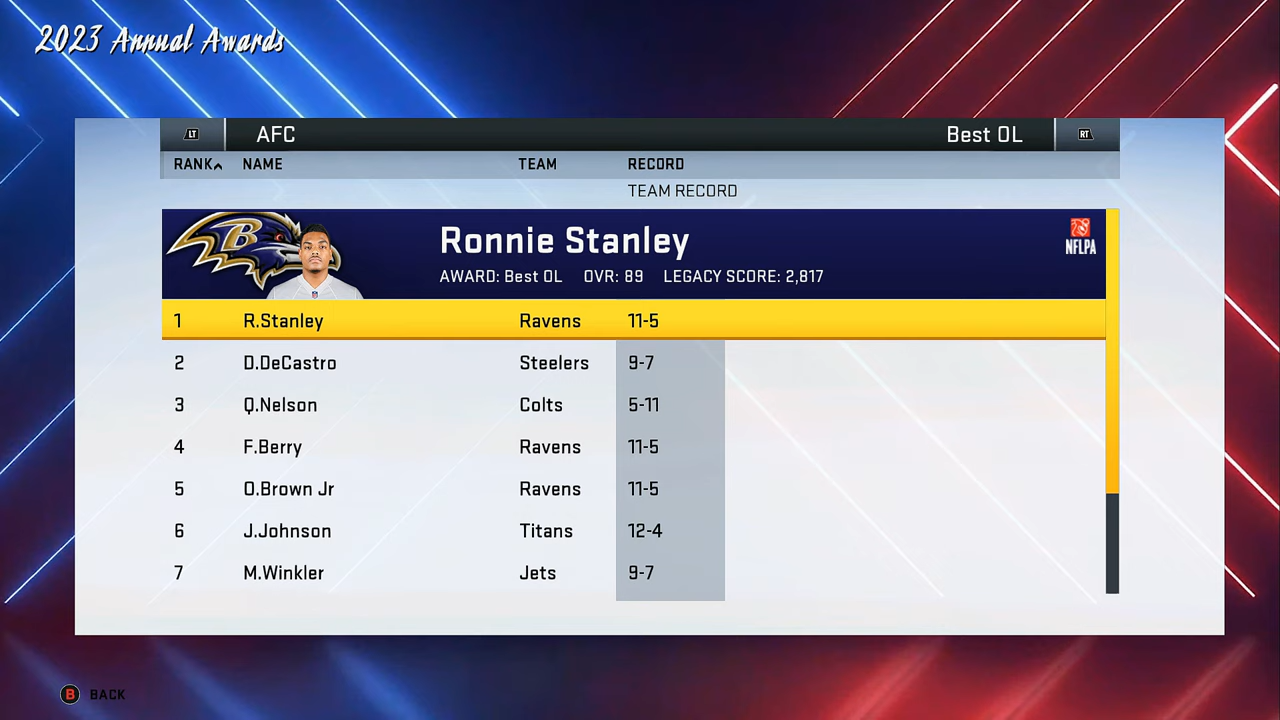 2023 Annual Awards
LT AFC Best OL RT
RANK NAME TEAM RECORD
TEAM RECORD
B
Ronnie Stanley
NFLPA
AWARD: Best OL OVR: 89 LEGACY SCORE: 2,817
1 R.Stanley Ravens 11-5
2 D.DeCastro Steelers 9-7
3 Q.Nelson Colts 5-11
4 F.Berry Ravens 11-5
5 O.Brown Jr Ravens 11-5
6 J.Johnson Titans 12-4
7 M.Winkler Jets 9-7
B BACK